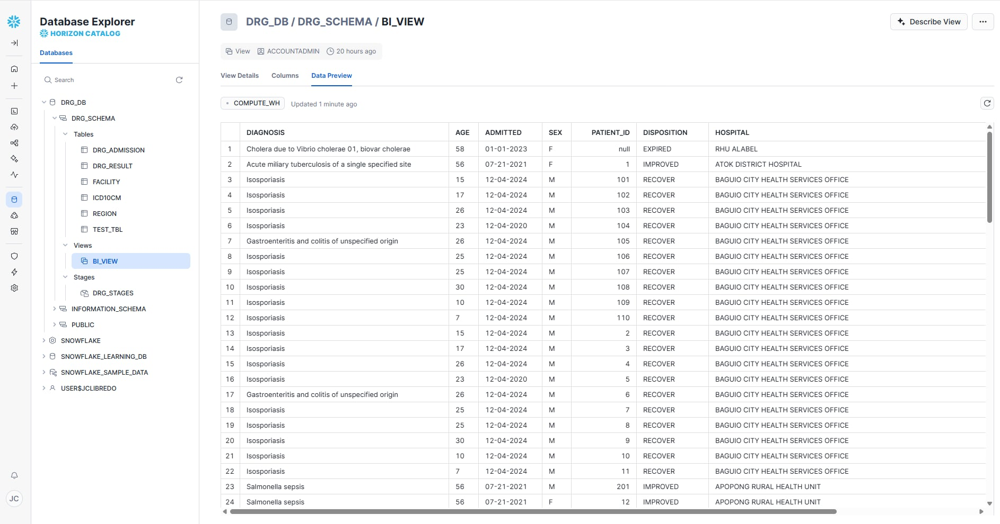 Database Explorer
HORIZON CATALOG
Databases
Search
DRG_DB
DRG_SCHEMA
Tables
DRG_ADMISSION
DRG_RESULT
FACILITY
ICD10CM
REGION
TEST_TBL
Views
BI_VIEW
Stages
DRG_STAGES
INFORMATION_SCHEMA
PUBLIC
SNOWFLAKE
SNOWFLAKE_LEARNING_DB
SNOWFLAKE_SAMPLE_DATA
USER$JCLIBREDO
JC
DRG_DB / DRG_SCHEMA / BI_VIEW
Describe View
View ACCOUNTADMIN 20 hours ago
View Details Columns Data Preview
COMPUTE_WH Updated 1 minute ago
DIAGNOSIS AGE ADMITTED SEX PATIENT_ID DISPOSITION HOSPITAL
1 Cholera due to Vibrio cholerae 01, biovar cholerae 58 01-01-2023 F null EXPIRED RHU ALABEL
2 Acute miliary tuberculosis of a single specified site 56 07-21-2021 F 1 IMPROVED ATOK DISTRICT HOSPITAL
3 Isosporiasis 15 12-04-2024 M 101 RECOVER BAGUIO CITY HEALTH SERVICES OFFICE
4 Isosporiasis 17 12-04-2024 M 102 RECOVER BAGUIO CITY HEALTH SERVICES OFFICE
5 Isosporiasis 26 12-04-2024 M 103 RECOVER BAGUIO CITY HEALTH SERVICES OFFICE
6 Isosporiasis 23 12-04-2020 M 104 RECOVER BAGUIO CITY HEALTH SERVICES OFFICE
7 Gastroenteritis and colitis of unspecified origin 26 12-04-2024 M 105 RECOVER BAGUIO CITY HEALTH SERVICES OFFICE
8 Isosporiasis 25 12-04-2024 M 106 RECOVER BAGUIO CITY HEALTH SERVICES OFFICE
9 Isosporiasis 25 12-04-2024 M 107 RECOVER BAGUIO CITY HEALTH SERVICES OFFICE
10 Isosporiasis 30 12-04-2024 M 108 RECOVER BAGUIO CITY HEALTH SERVICES OFFICE
11 Isosporiasis 10 12-04-2024 M 109 RECOVER BAGUIO CITY HEALTH SERVICES OFFICE
12 Isosporiasis 7 12-04-2024 M 110 RECOVER BAGUIO CITY HEALTH SERVICES OFFICE
13 Isosporiasis 15 12-04-2024 M 2 RECOVER BAGUIO CITY HEALTH SERVICES OFFICE
14 Isosporiasis 17 12-04-2024 M 3 RECOVER BAGUIO CITY HEALTH SERVICES OFFICE
15 Isosporiasis 26 12-04-2024 M 4 RECOVER BAGUIO CITY HEALTH SERVICES OFFICE
16 Isosporiasis 23 12-04-2020 M 5 RECOVER BAGUIO CITY HEALTH SERVICES OFFICE
17 Gastroenteritis and colitis of unspecified origin 26 12-04-2024 M 6 RECOVER BAGUIO CITY HEALTH SERVICES OFFICE
18 Isosporiasis 25 12-04-2024 M 7 RECOVER BAGUIO CITY HEALTH SERVICES OFFICE
19 Isosporiasis 25 12-04-2024 M 8 RECOVER BAGUIO CITY HEALTH SERVICES OFFICE
20 Isosporiasis 30 12-04-2024 M 9 RECOVER BAGUIO CITY HEALTH SERVICES OFFICE
21 Isosporiasis 10 12-04-2024 M 10 RECOVER BAGUIO CITY HEALTH SERVICES OFFICE
22 Isosporiasis 7 12-04-2024 M 11 RECOVER BAGUIO CITY HEALTH SERVICES OFFICE
23 Salmonella sepsis 56 07-21-2021 M 201 IMPROVED APOPONG RURAL HEALTH UNIT
24 Salmonella sepsis 56 07-21-2021 F 12 IMPROVED APOPONG RURAL HEALTH UNIT